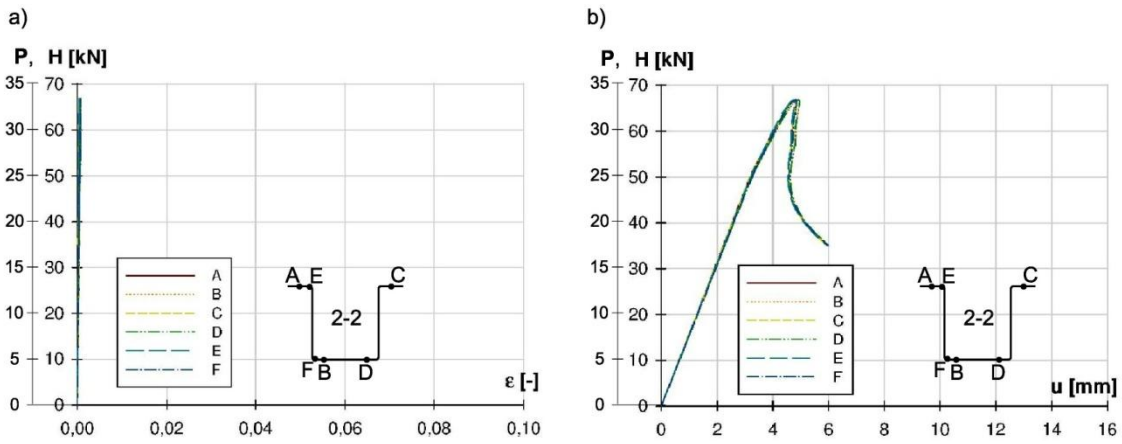 a)
P, H [kN]
35 70
30 60
25 50
20 40
15 30
10 20
5 10
0 0
0,00 0,02 0,04 0,06 0,08 0,10
ε [-]
A
B
C
D
E
F
A E C
2-2
F B D
b)
P, H [kN]
35 70
30 60
25 50
20 40
15 30
10 20
5 10
0 0
0 2 4 6 8 10 12 14 16
u [mm]
A
B
C
D
E
F
A E C
2-2
F B D